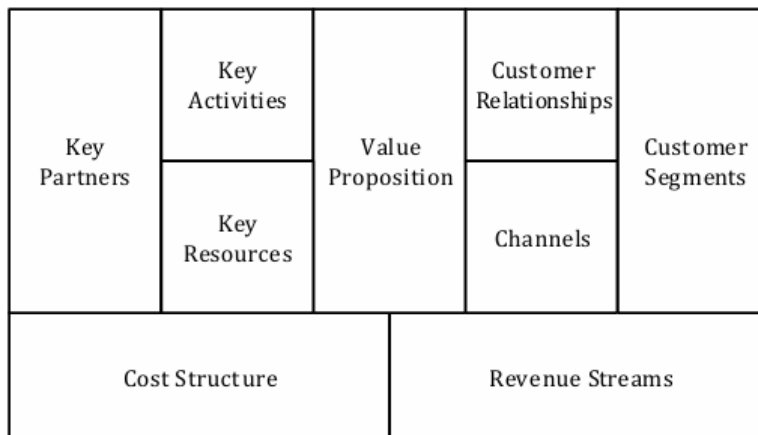 Key
Partners
Key
Activities
Key
Resources
Value
Proposition
Customer
Relationships
Channels
Customer
Segments
Cost Structure
Revenue Streams